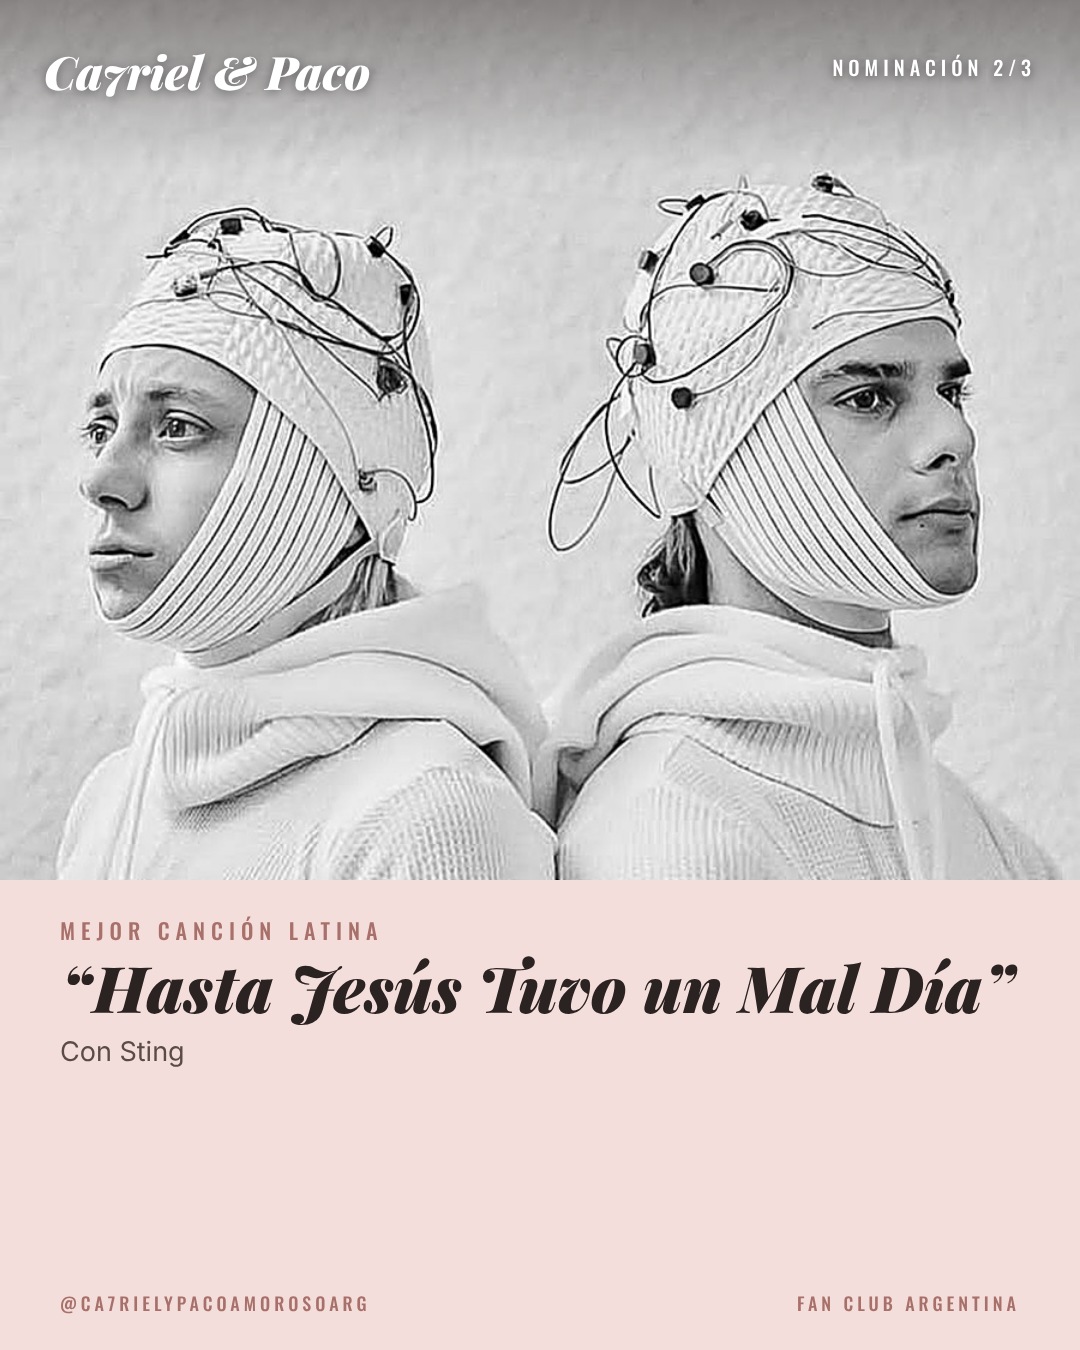 Ca7riel & Paco
NOMINACIÓN 2/3
MEJOR CANCIÓN LATINA
“Hasta Jesús Tuvo un Mal Día”
Con Sting
@CA7RIELYPACOAMOROSOARG
FAN CLUB ARGENTINA